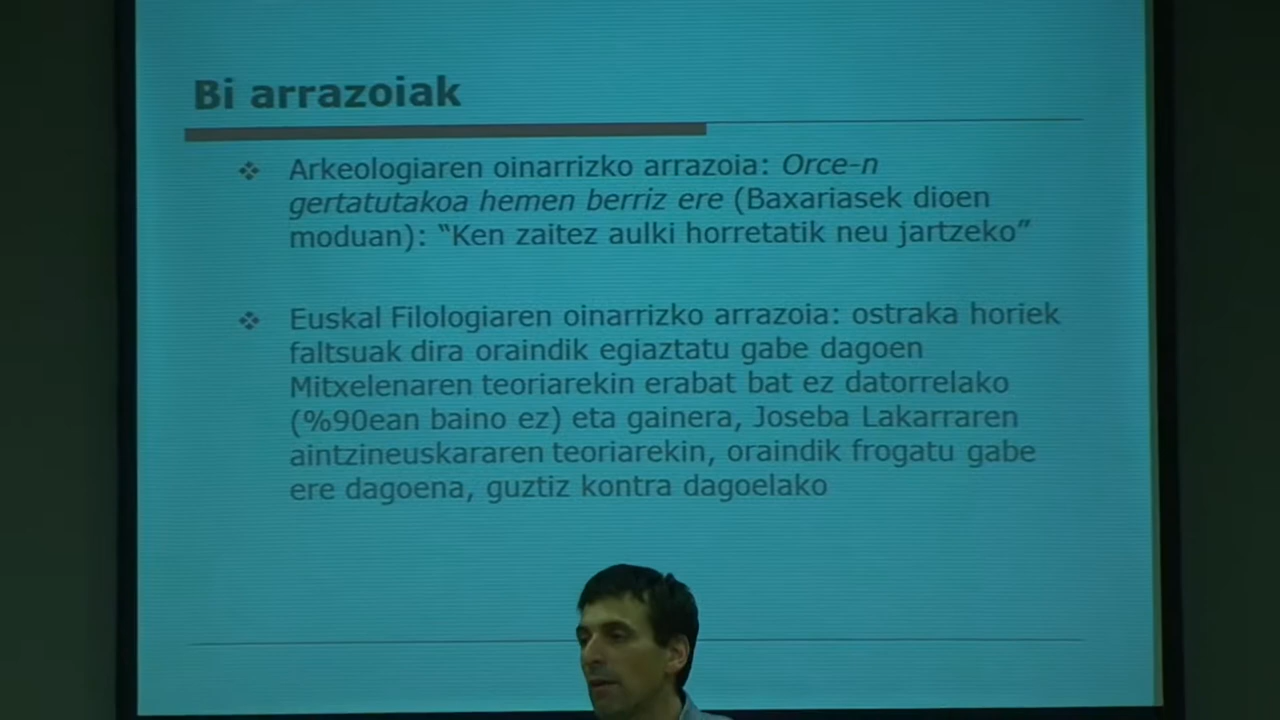 Bi arrazoiak
Arkeologiaren oinarrizko arrazoia: Orce-n
gertatutakoa hemen berriz ere (Baxariasek dioen
moduan): “Ken zaitez aulki horretatik neu jartzeko”
Euskal Filologiaren oinarrizko arrazoia: ostraka horiek
faltsuak dira oraindik egiaztatu gabe dagoen
Mitxelenaren teoriarekin erabat bat ez datorrelako
(%90ean baino ez) eta gainera, Joseba Lakarraren
aintzineuskararen teoriarekin, oraindik frogatu gabe
ere dagoena, guztiz kontra dagoelako